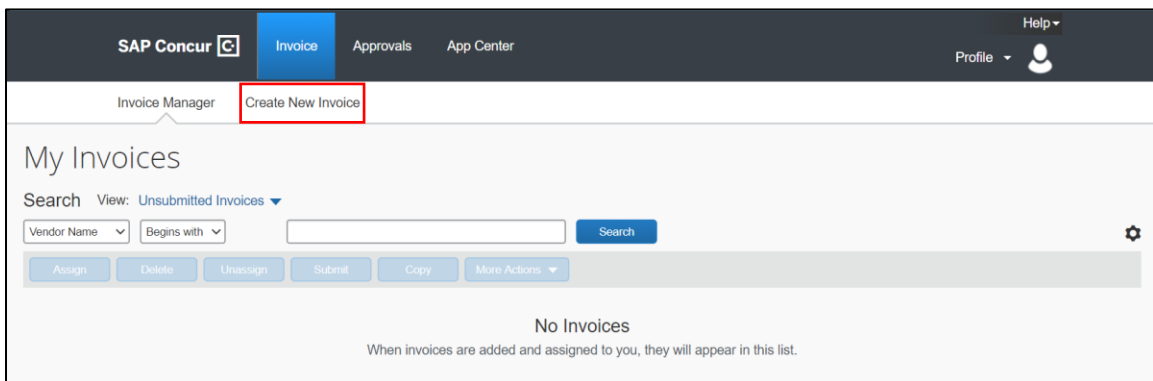 Help
SAP Concur C Invoice Approvals App Center
Profile
Invoice Manager Create New Invoice
My Invoices
Search View: Unsubmitted Invoices
Vendor Name Begins with Search
Assign Delete Unassign Submit Copy More Actions
No Invoices
When invoices are added and assigned to you, they will appear in this list.